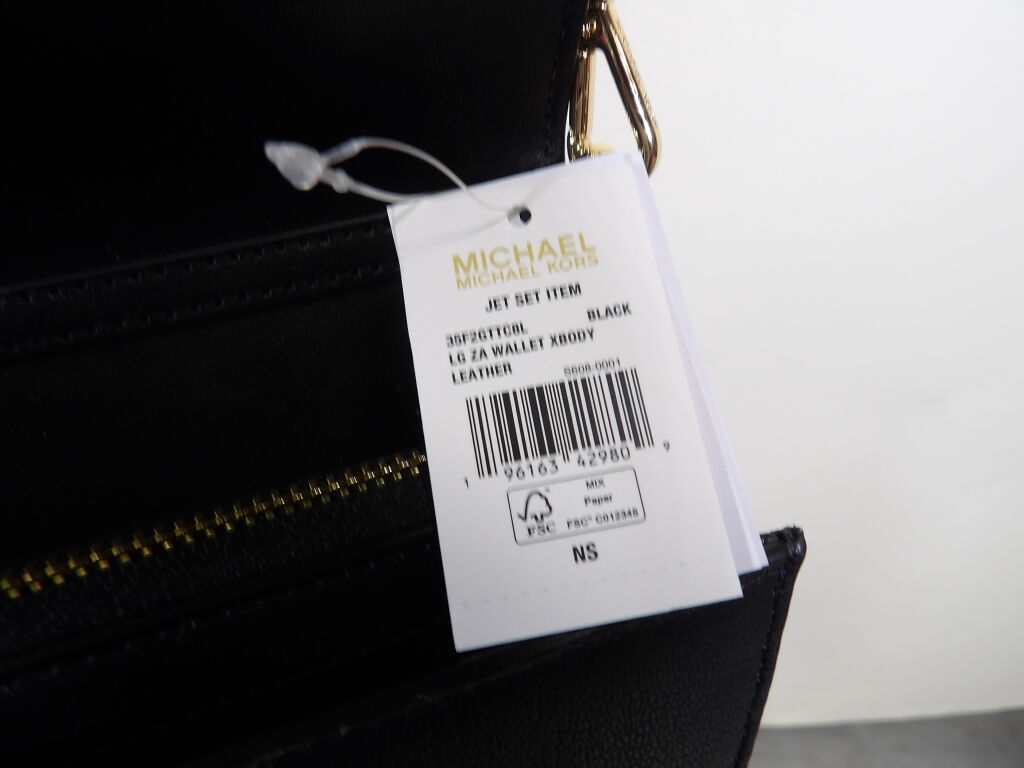 MICHAEL
MICHAEL KORS
JET SET ITEM
35F2GTTC8L BLACK
LG ZA WALLET XBODY
LEATHER S608-0001
1 96163 42980 9
MIX
Paper
FSC FSC™ C012345
NS